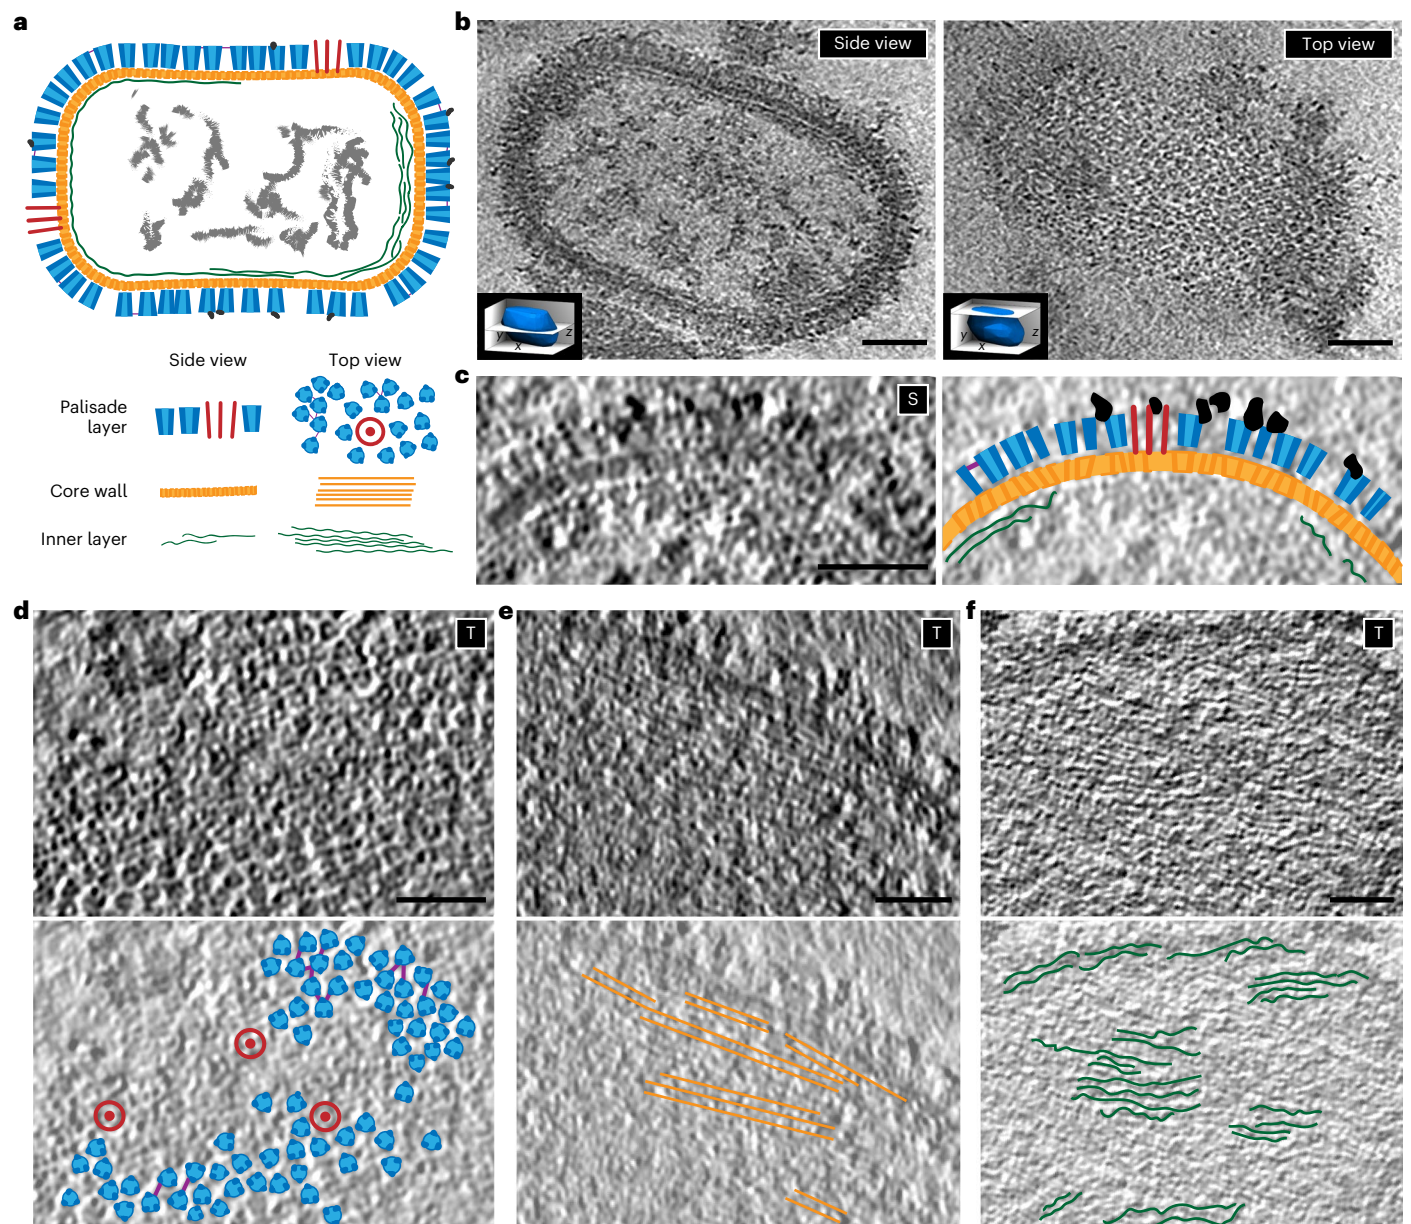 a
Side view
Top view
Palisade
layer
Core wall
Inner layer
b
Side view
y
x
z
Top view
y
x
z
c
S
d
T
e
T
f
T